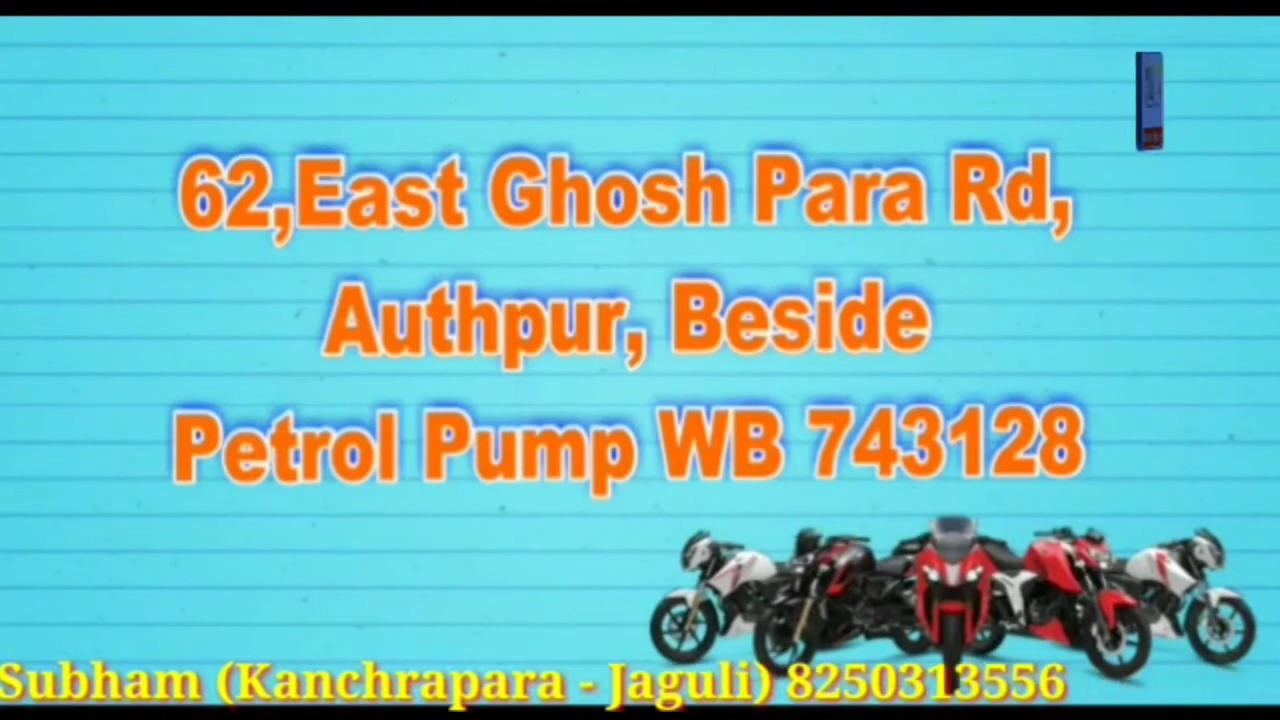 62,East Ghosh Para Rd,
Authpur, Beside
Petrol Pump WB 743128
Subham (Kanchrapara - Jaguli) 8250313556